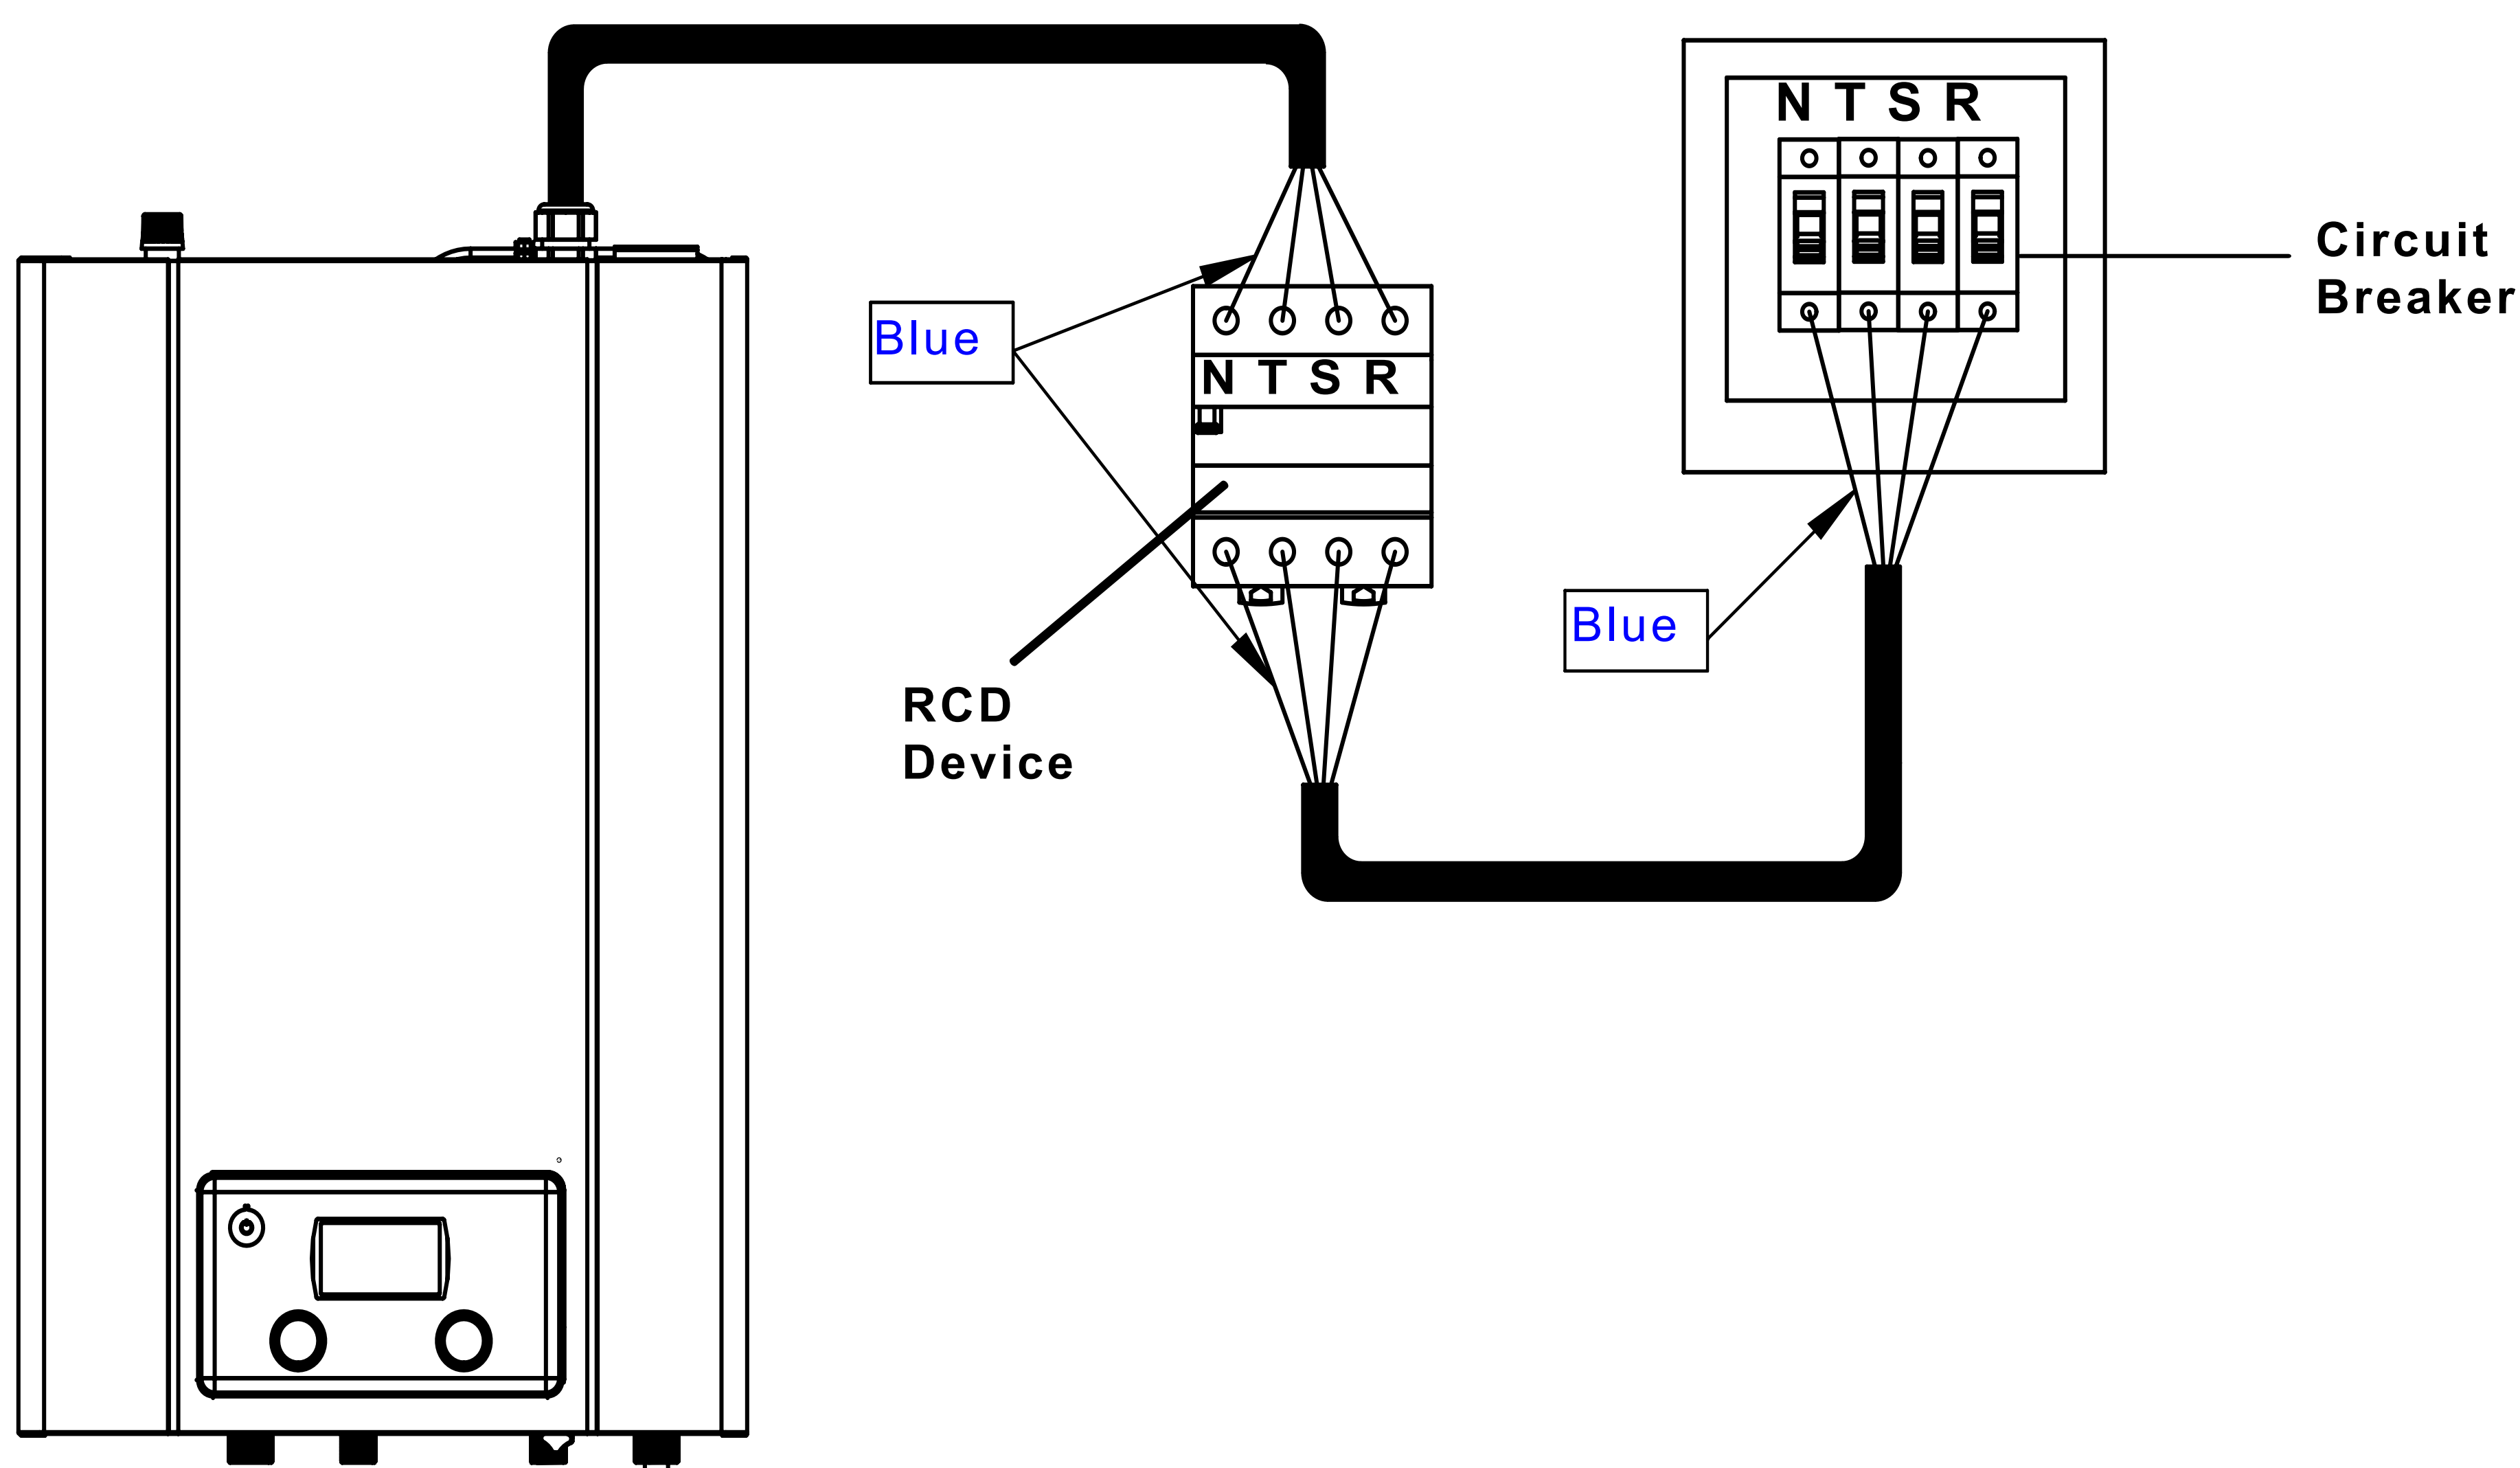 N T S R
Circuit
Breaker
Blue
N T S R
Blue
RCD
Device